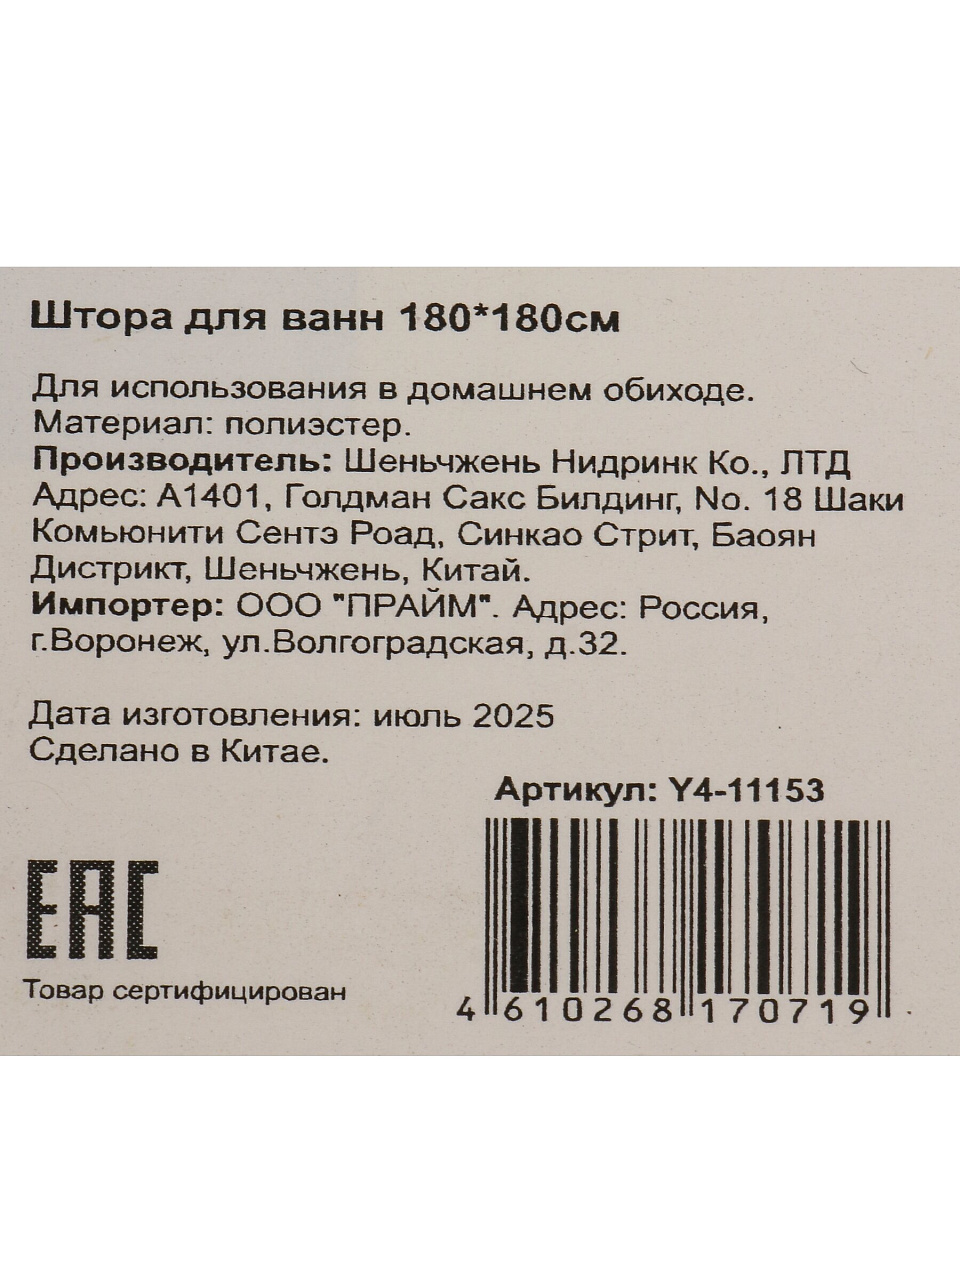 Штора для ванн 180*180см
Для использования в домашнем обиходе.
Материал: полиэстер.
Производитель: Шеньчжень Нидринк Ко., ЛТД
Адрес: А1401, Голдман Сакс Билдинг, No. 18 Шаки
Комьюнити Сентэ Роад, Синкао Стрит, Баоян
Дистрикт, Шеньчжень, Китай.
Импортер: ООО "ПРАЙМ". Адрес: Россия,
г.Воронеж, ул.Волгоградская, д.32.
Дата изготовления: июль 2025
Сделано в Китае.
Артикул: Y4-11153
EAC
Товар сертифицирован
4 610268 170719